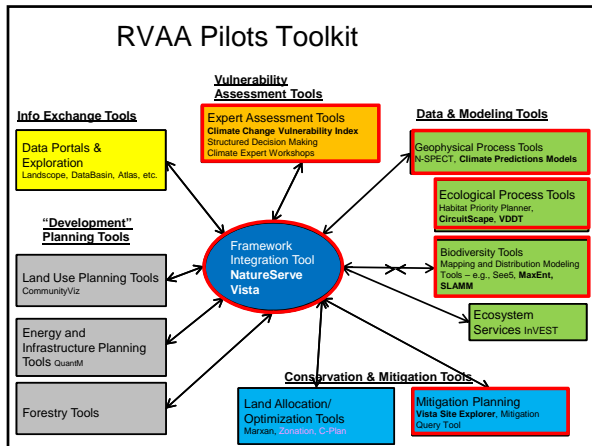 RVAA Pilots Toolkit
Vulnerability
Assessment Tools
Info Exchange Tools
Data & Modeling Tools
Expert Assessment Tools
Climate Change Vulnerability Index
Structured Decision Making
Climate Expert Workshops
Data Portals &
Exploration
Landscope, DataBasin, Atlas, etc.
Geophysical Process Tools
N-SPECT, Climate Predictions Models
Ecological Process Tools
Habitat Priority Planner,
CircuitScape, VDDT
"Development"
Planning Tools
Framework
Integration Tool
NatureServe
Vista
Biodiversity Tools
Mapping and Distribution Modeling
Tools – e.g., See5, MaxEnt,
SLAMM
Land Use Planning Tools
CommunityViz
Ecosystem
Services InVEST
Energy and
Infrastructure Planning
Tools QuantM
Conservation & Mitigation Tools
Forestry Tools
Land Allocation/
Optimization Tools
Marxan, Zonation, C-Plan
Mitigation Planning
Vista Site Explorer, Mitigation
Query Tool